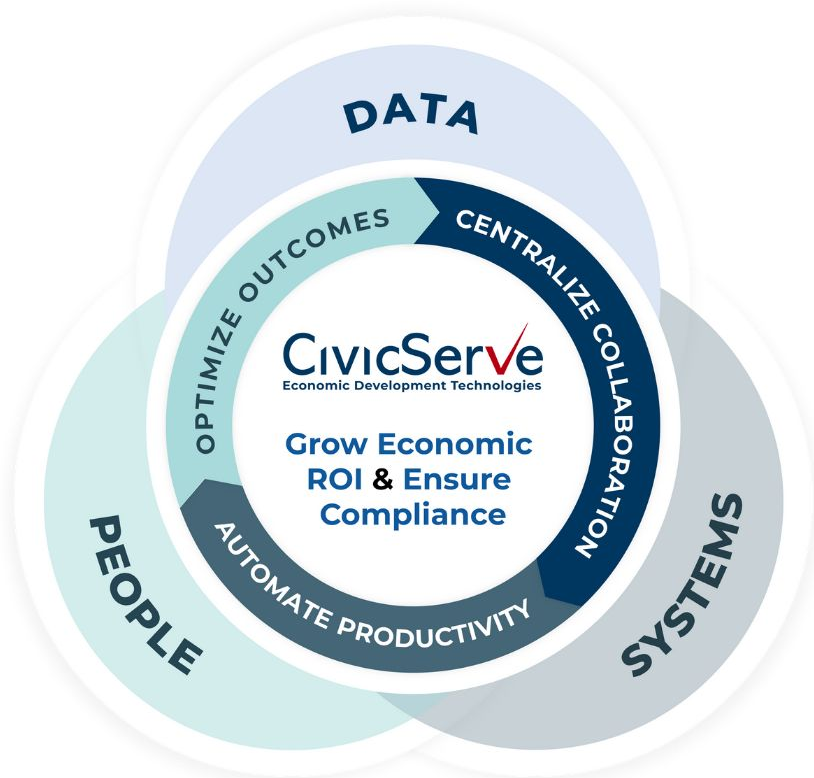 DATA
CENTRALIZE COLLABORATION
OPTIMIZE OUTCOMES
CivicServe
Economic Development Technologies
Grow Economic
ROI & Ensure
Compliance
AUTOMATE PRODUCTIVITY
PEOPLE
SYSTEMS